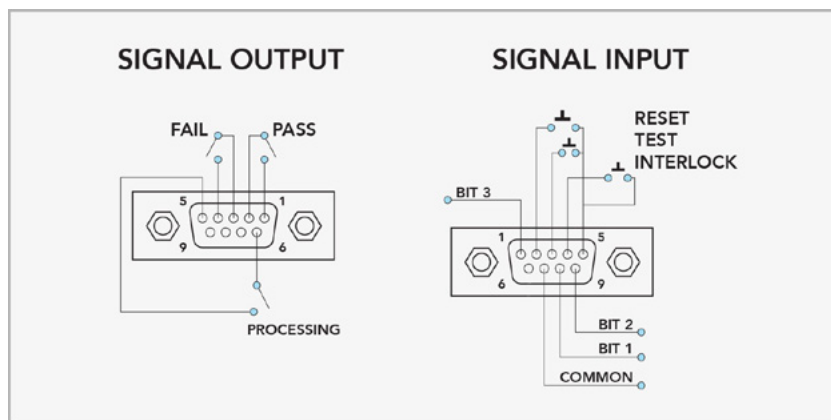 SIGNAL OUTPUT
FAIL
PASS
5
1
9
6
PROCESSING
SIGNAL INPUT
RESET
TEST
INTERLOCK
BIT 3
1
5
6
9
BIT 2
BIT 1
COMMON